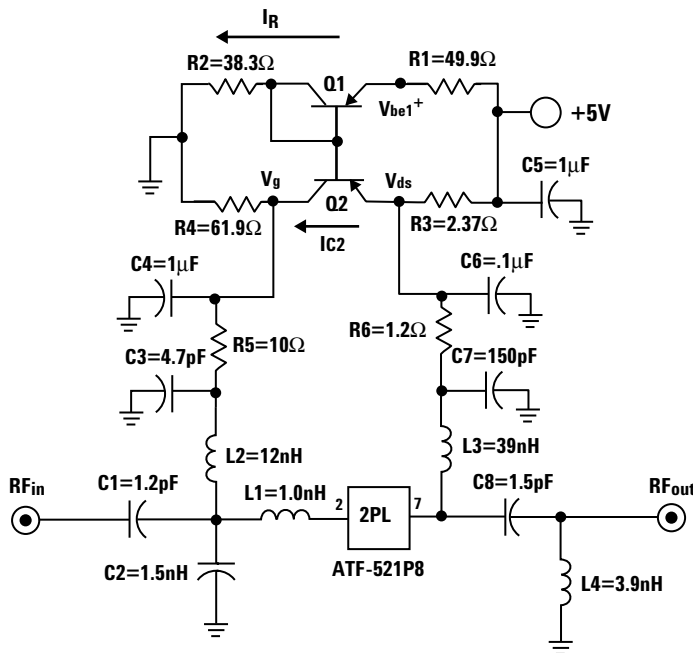 IR
R2=38.3Ω
Q1
R1=49.9Ω
Vbe1+
+5V
Vg
Vds
C5=1μF
Q2
R4=61.9Ω
R3=2.37Ω
IC2
C4=1μF
C6=.1μF
R5=10Ω
R6=1.2Ω
C3=4.7pF
C7=150pF
L2=12nH
L3=39nH
RFin
C1=1.2pF
L1=1.0nH
2
2PL
7
C8=1.5pF
RFout
C2=1.5nH
ATF-521P8
L4=3.9nH